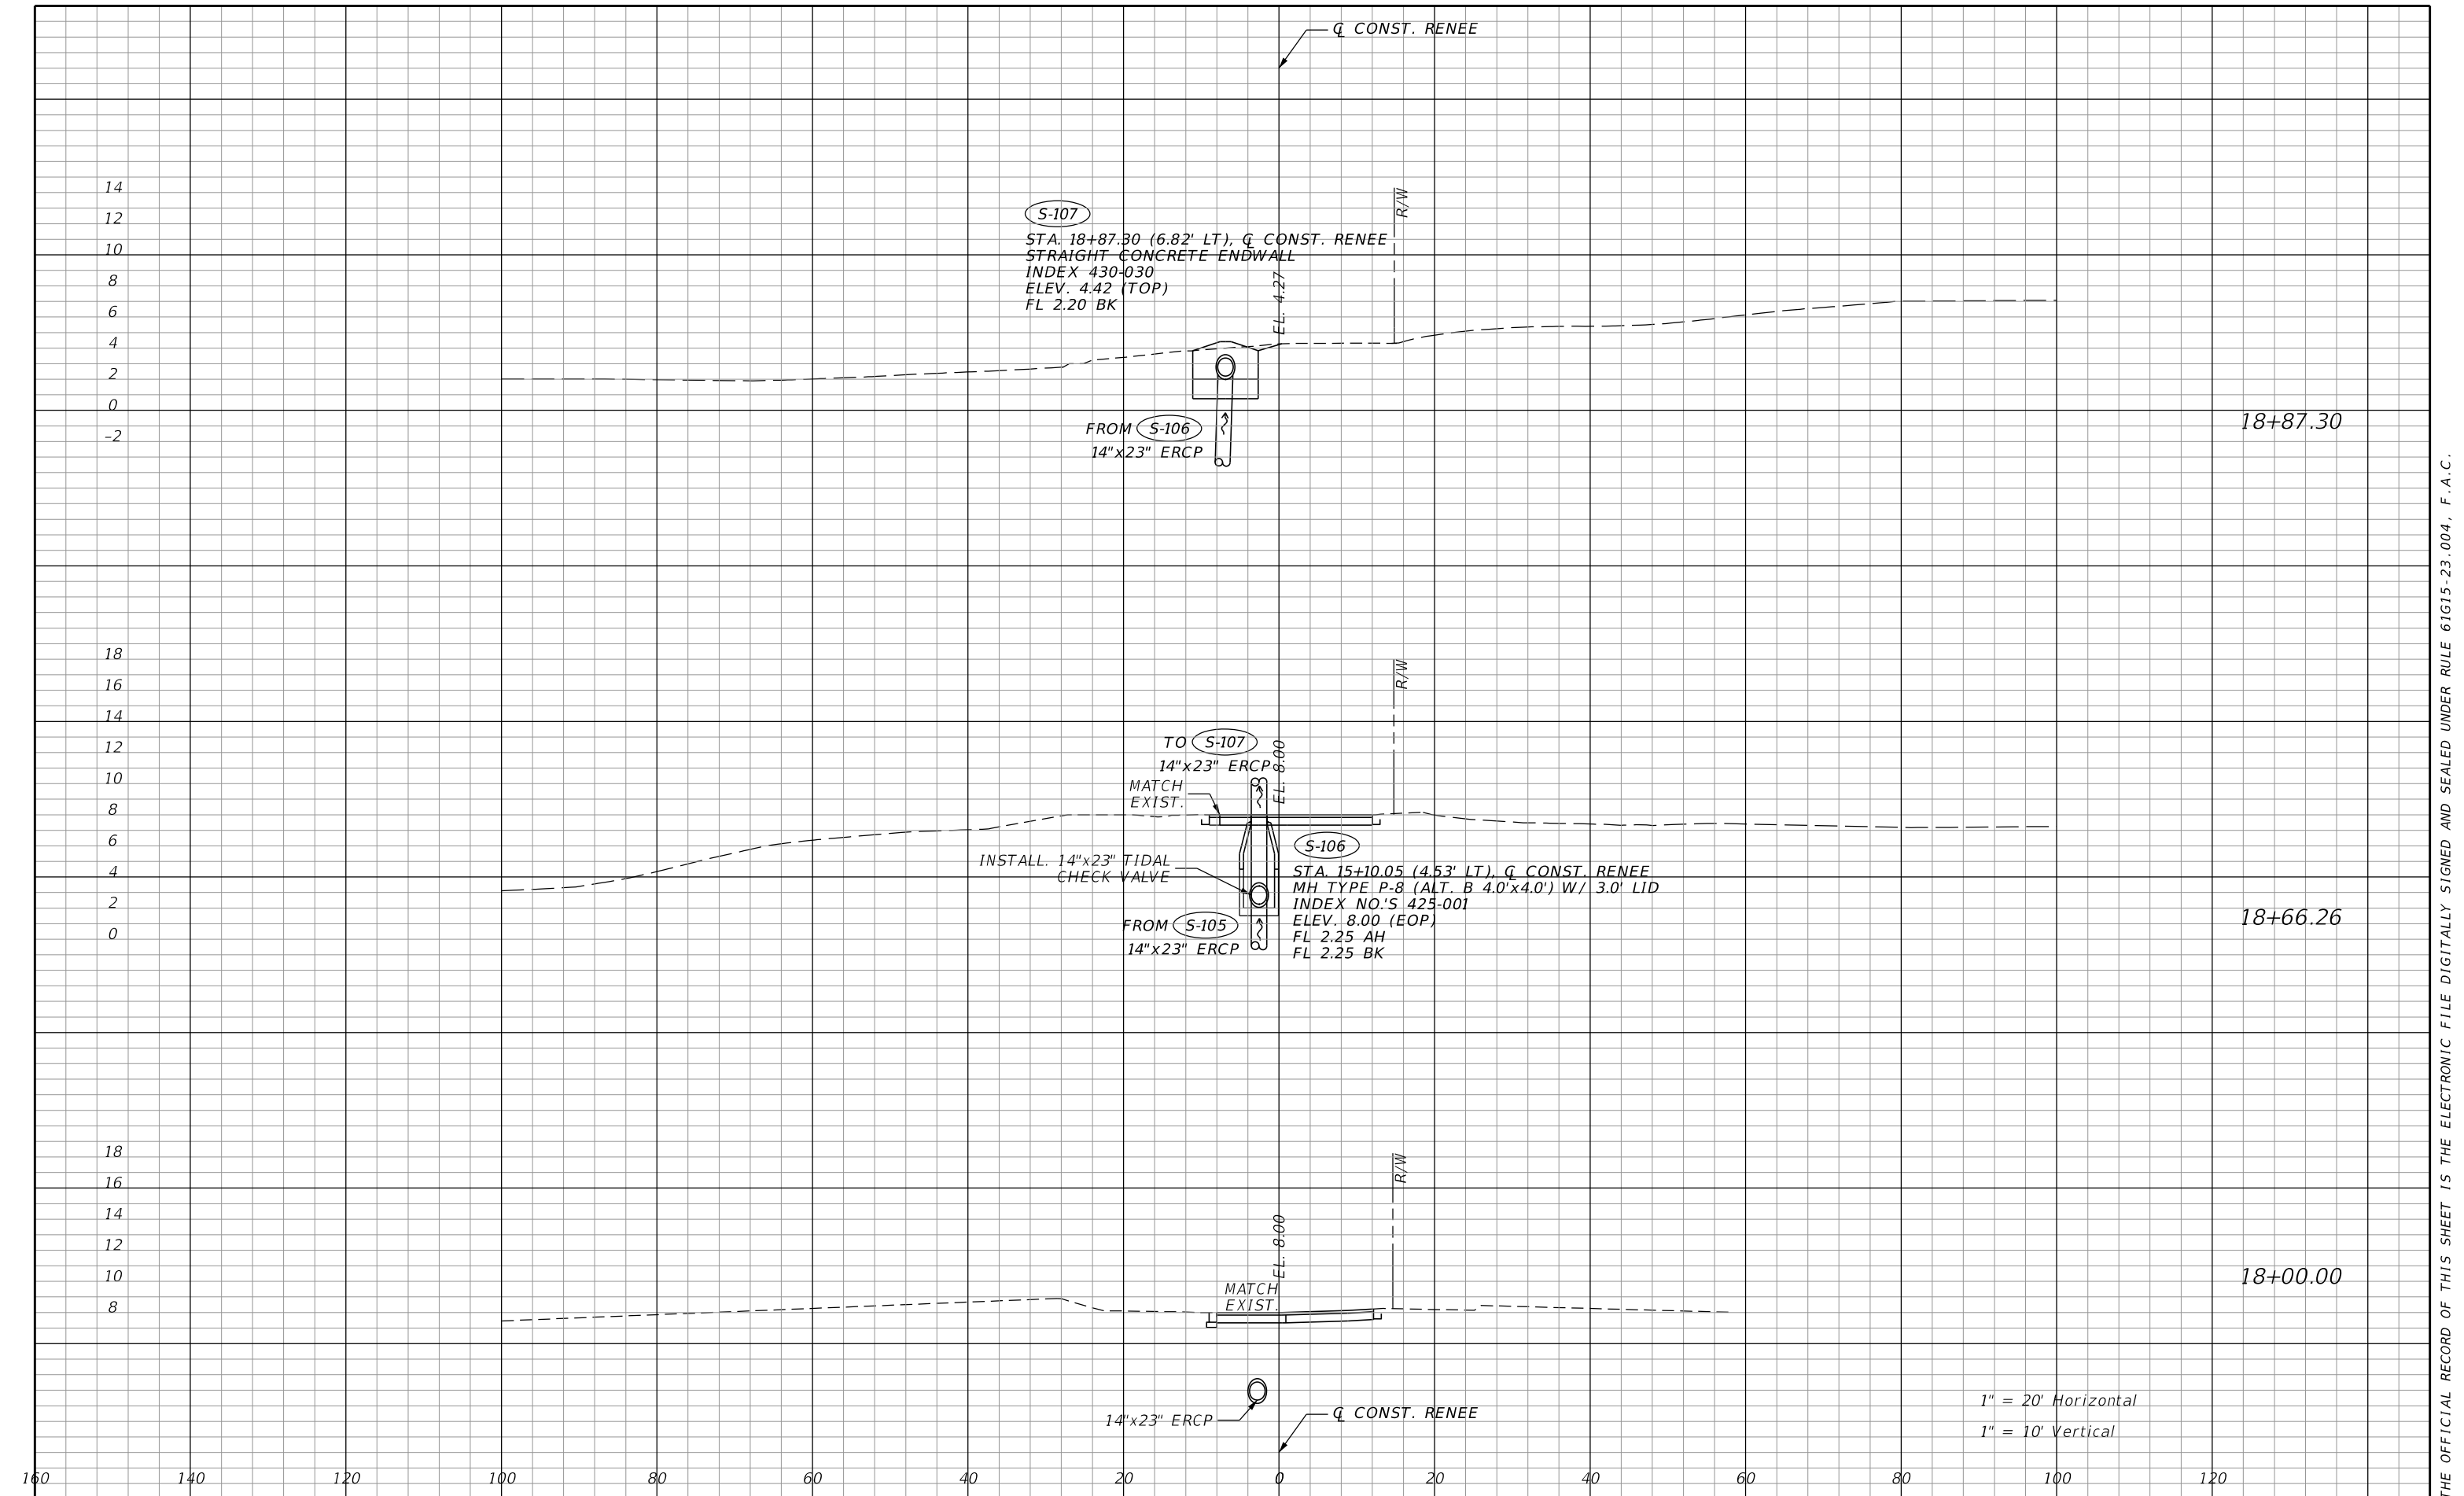 ℄ CONST. RENEE
14
12
10
8
6
4
2
0
-2
R/W
S-107
STA. 18+87.30 (6.82' LT), ℄ CONST. RENEE
STRAIGHT CONCRETE ENDWALL
INDEX 430-030
ELEV. 4.42 (TOP)
FL 2.20 BK
EL. 4.27
FROM S-106
14"x23" ERCP
18+87.30
18
16
14
12
10
8
6
4
2
0
R/W
TO S-107
14"x23" ERCP
EL. 8.00
MATCH
EXIST.
INSTALL. 14"x23" TIDAL
CHECK VALVE
S-106
STA. 15+10.05 (4.53' LT), ℄ CONST. RENEE
MH TYPE P-8 (ALT. B 4.0'x4.0') W/ 3.0' LID
INDEX NO.'S 425-001
ELEV. 8.00 (EOP)
FL 2.25 AH
FL 2.25 BK
FROM S-105
14"x23" ERCP
18+66.26
18
16
14
12
10
8
R/W
EL. 8.00
MATCH
EXIST.
18+00.00
14"x23" ERCP
℄ CONST. RENEE
1" = 20' Horizontal
1" = 10' Vertical
160 140 120 100 80 60 40 20 0 20 40 60 80 100 120
THE OFFICIAL RECORD OF THIS SHEET IS THE ELECTRONIC FILE DIGITALLY SIGNED AND SEALED UNDER RULE 61G15-23.004, F.A.C.